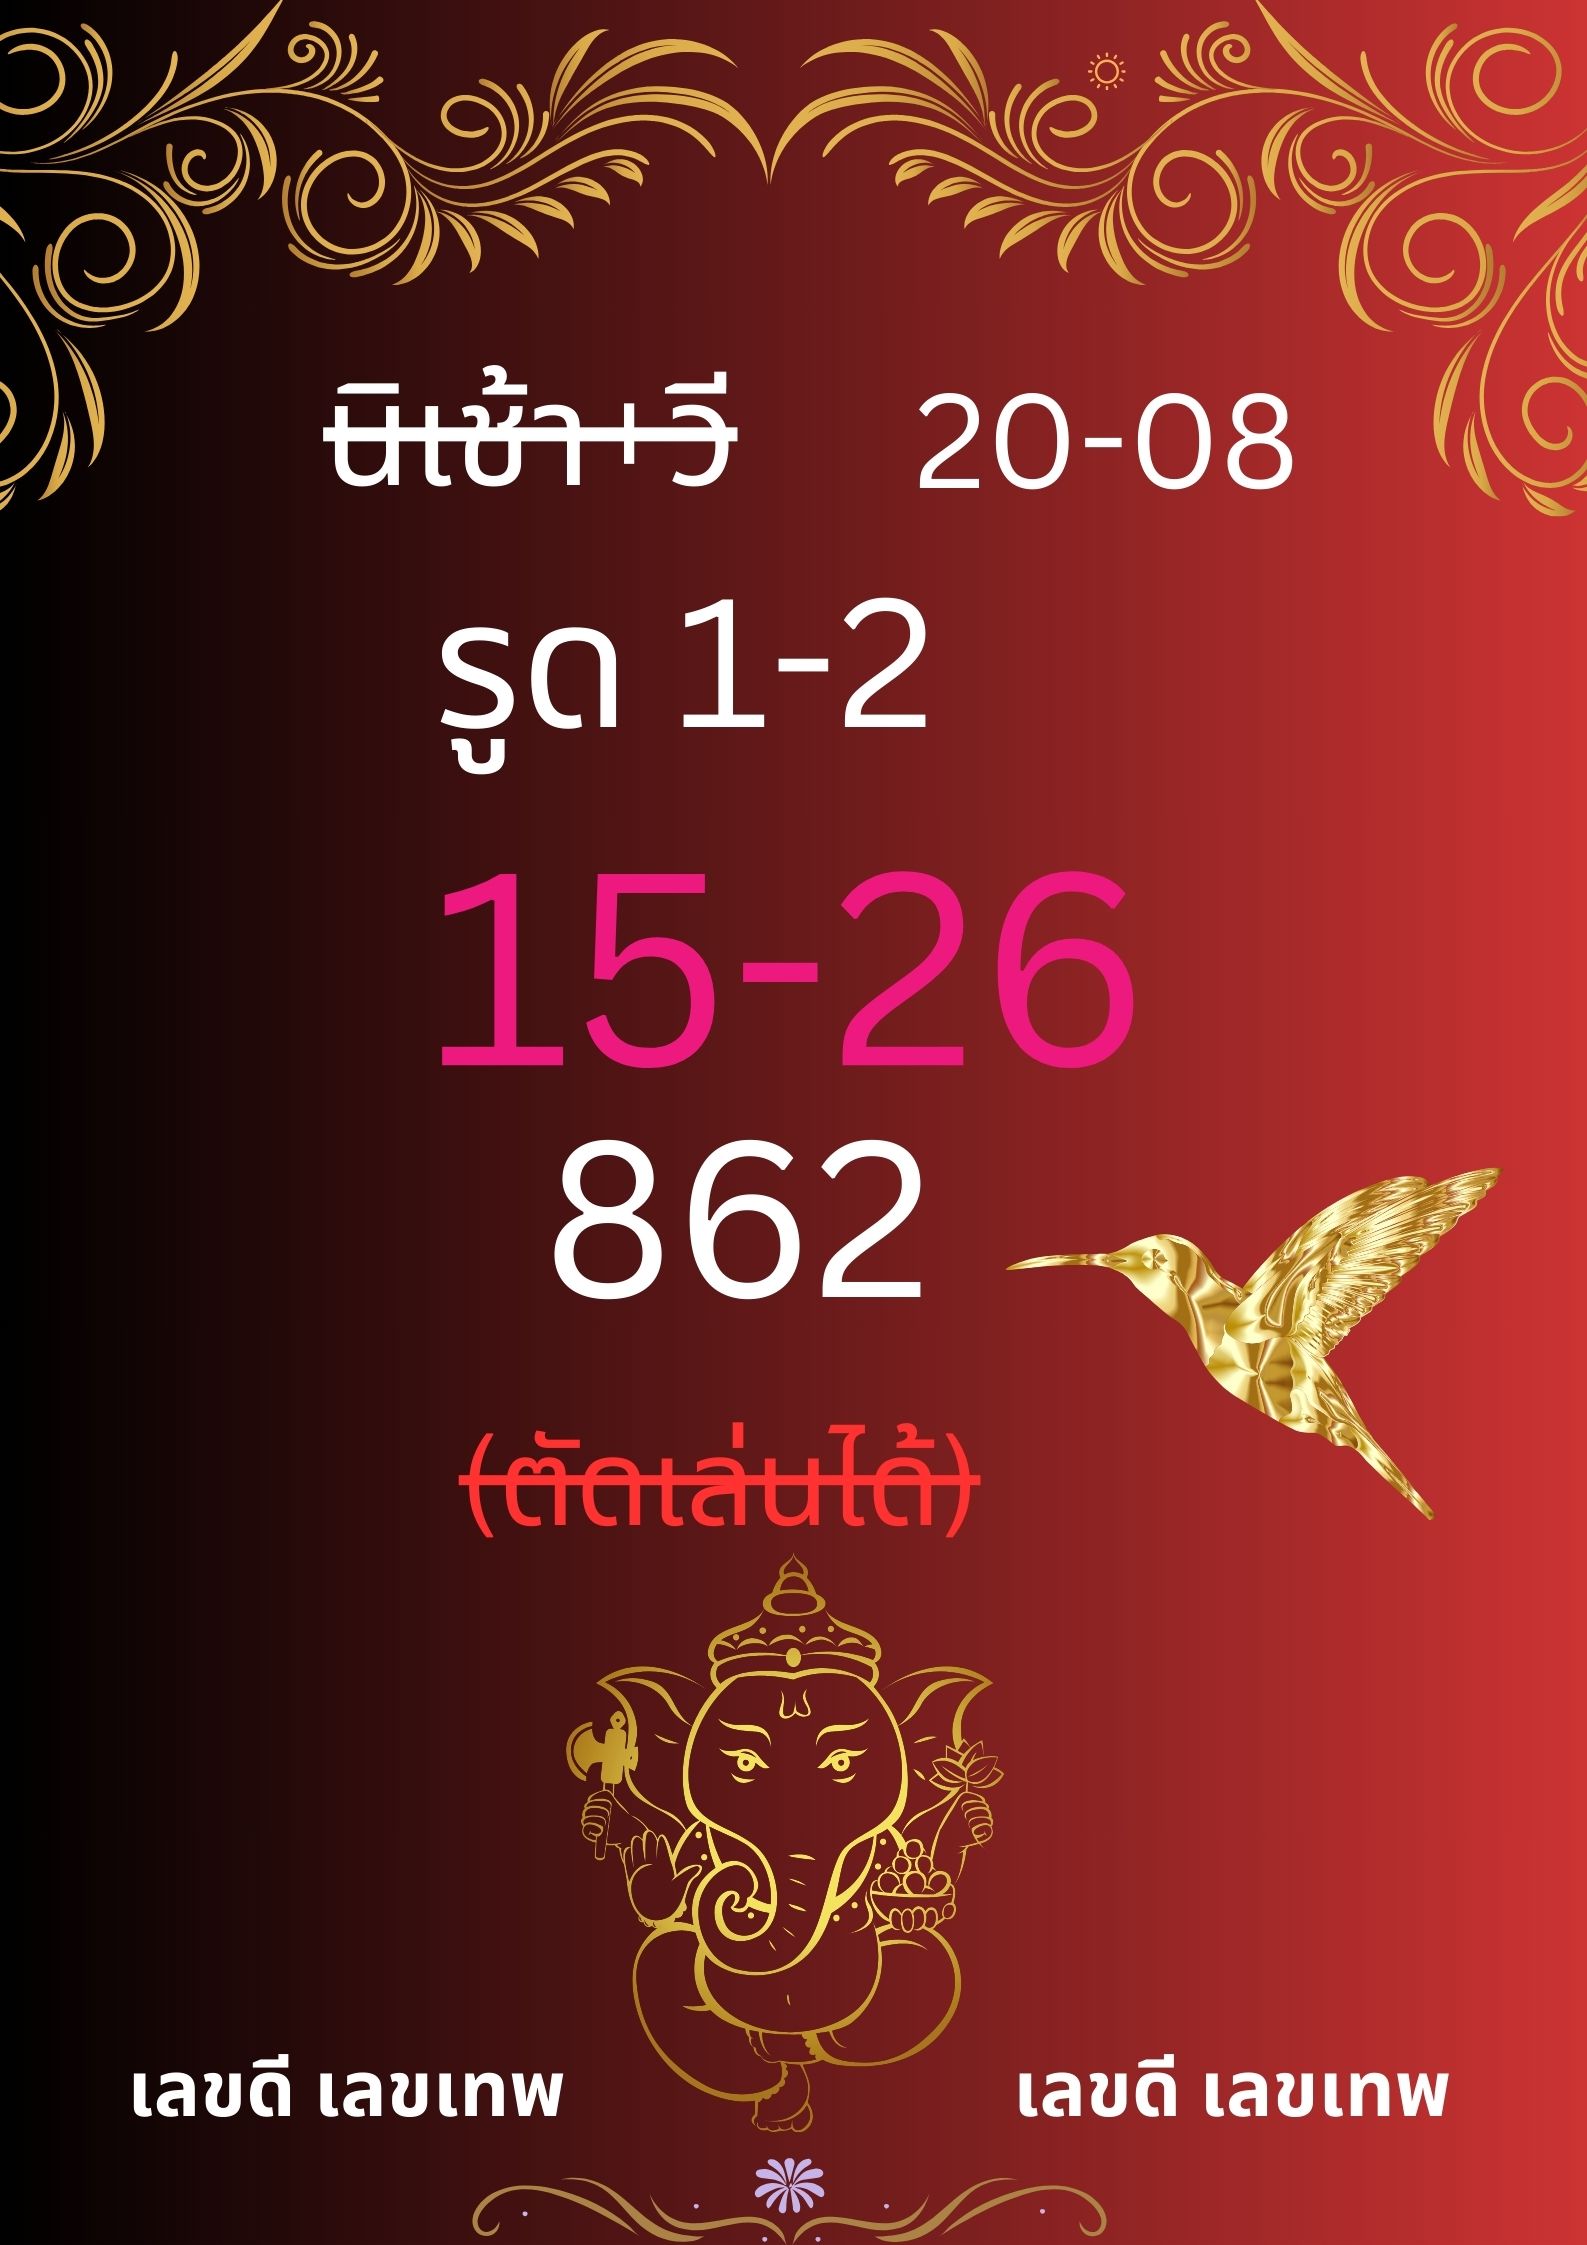 นิเช้า+วี 20-08
รูด 1-2
15-26
862
(ตัดเล่นได้)
เลขดี เลขเทพ เลขดี เลขเทพ